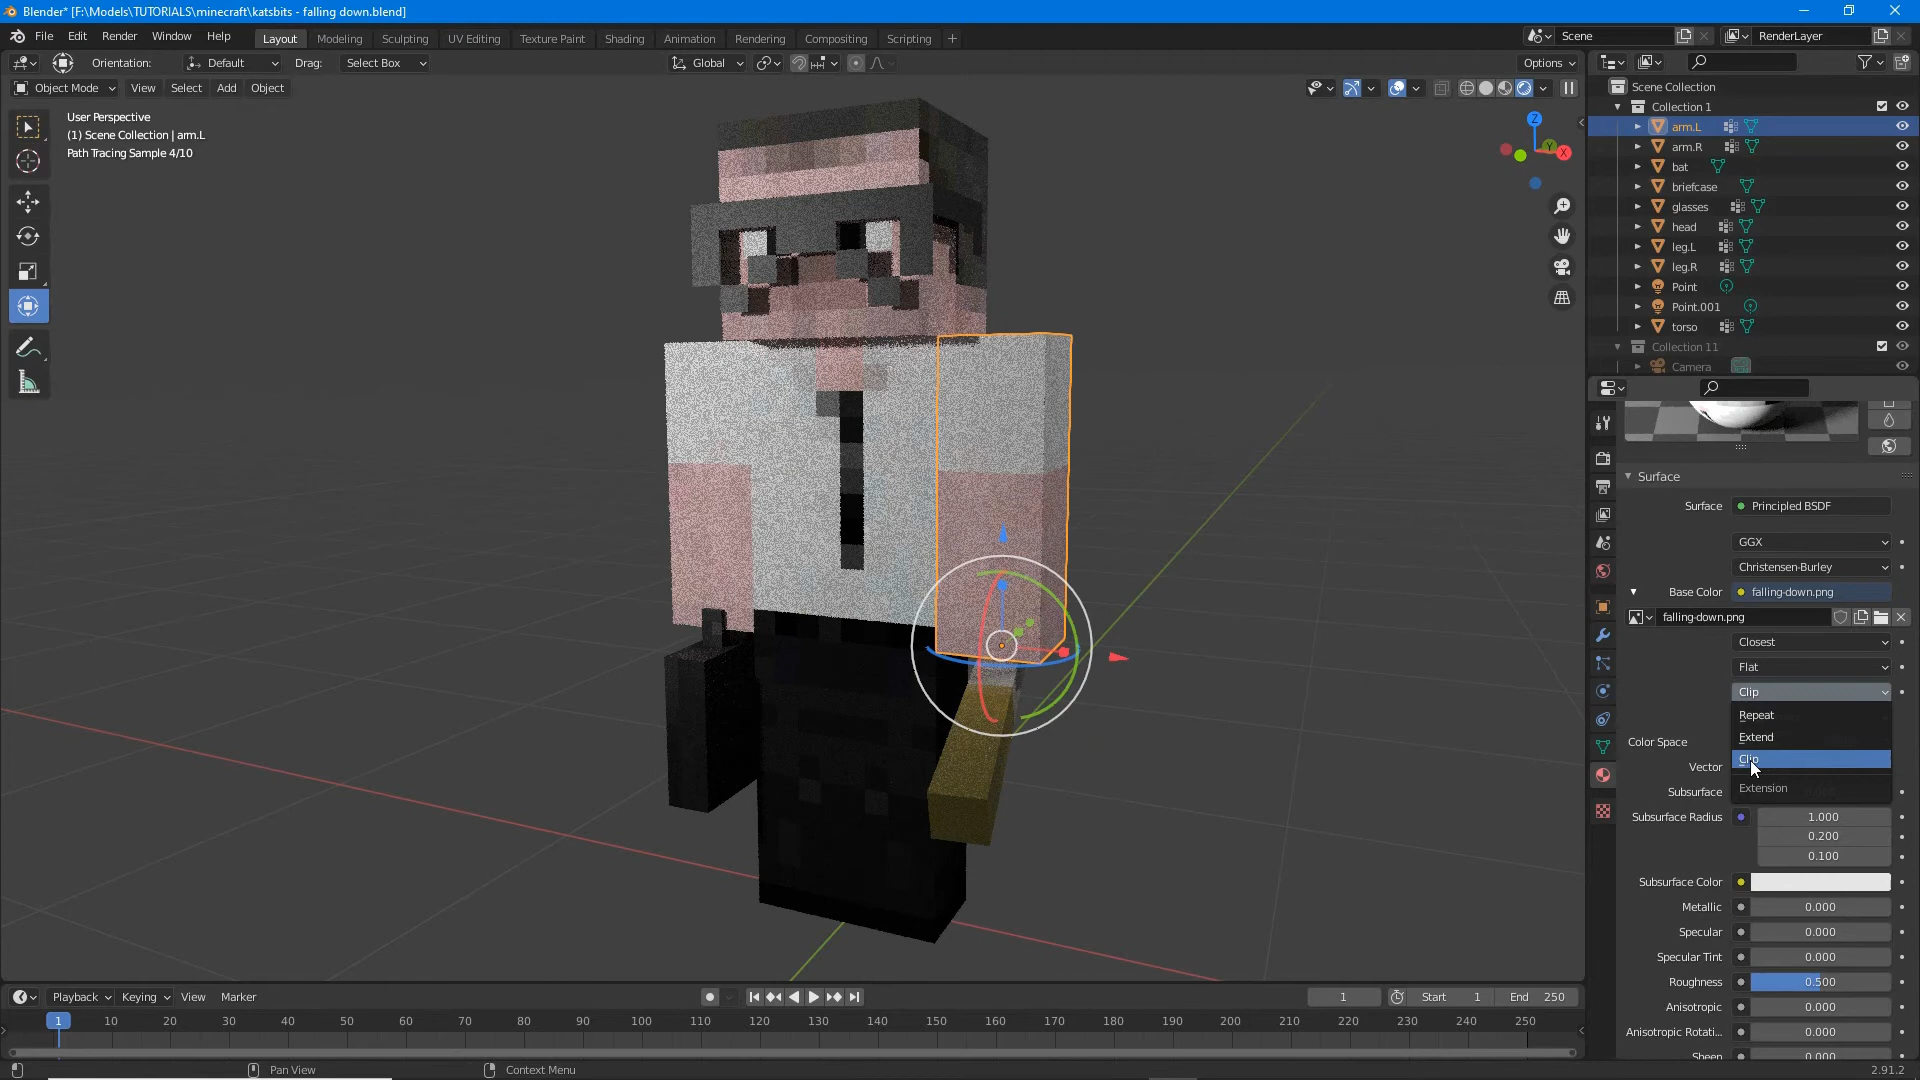 Blender* [F:\Models\TUTORIALS\minecraft\katsbits - falling down.blend]
File Edit Render Window Help
Layout Modeling Sculpting UV Editing Texture Paint Shading Animation Rendering Compositing Scripting +
Scene
RenderLayer
Orientation: Default Drag: Select Box
Global
Options
Object Mode View Select Add Object
User Perspective
(1) Scene Collection | arm.L
Path Tracing Sample 4/10
Z
Y
X
Scene Collection
Collection 1
arm.L
arm.R
bat
briefcase
glasses
head
leg.L
leg.R
Point
Point.001
torso
Collection 11
Camera
Surface
Surface Principled BSDF
GGX
Christensen-Burley
Base Color falling-down.png
falling-down.png
Closest
Flat
Clip
Repeat
Extend
Clip
Extension
Color Space
Vector
Subsurface
Subsurface Radius 1.000
0.200
0.100
Subsurface Color
Metallic 0.000
Specular 0.000
Specular Tint 0.000
Roughness 0.500
Anisotropic 0.000
Anisotropic Rotati... 0.000
Sheen 0.000
Playback Keying View Marker
1 Start 1 End 250
1 10 20 30 40 50 60 70 80 90 100 110 120 130 140 150 160 170 180 190 200 210 220 230 240 250
Pan View
Context Menu
2.91.2